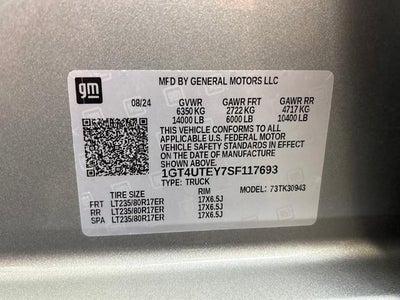 gm
MFD BY GENERAL MOTORS LLC
08/24 GVWR GAWR FRT GAWR RR
6350 KG 2722 KG 4717 KG
14000 LB 6000 LB 10400 LB
THIS VEHICLE CONFORMS TO ALL
APPLICABLE U.S. FEDERAL MOTOR
VEHICLE SAFETY STANDARDS IN
EFFECT ON THE DATE OF
MANUFACTURE SHOWN ABOVE.
1GT4UTEY7SF117693
TYPE: TRUCK
TIRE SIZE RIM MODEL: 73TK30943
FRT LT235/80R17ER 17X6.5J
RR LT235/80R17ER 17X6.5J
SPA LT235/80R17ER 17X6.5J